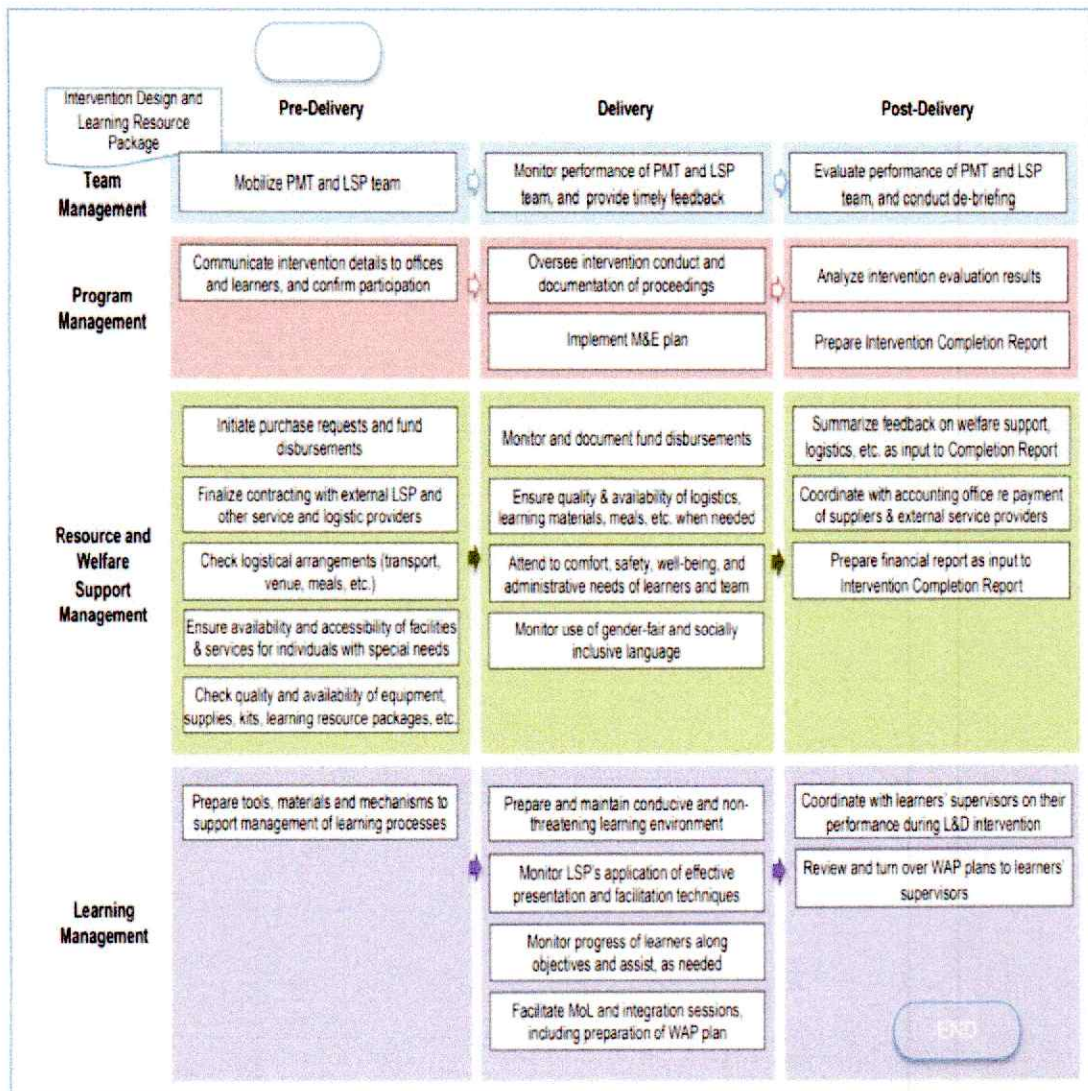 Intervention Design and
Learning Resource
Package
Pre-Delivery
Delivery
Post-Delivery
Team
Management
Mobilize PMT and LSP team
Monitor performance of PMT and LSP
team, and provide timely feedback
Evaluate performance of PMT and LSP
team, and conduct de-briefing
Program
Management
Communicate intervention details to offices
and learners, and confirm participation
Oversee intervention conduct and
documentation of proceedings
Implement M&E plan
Analyze intervention evaluation results
Prepare Intervention Completion Report
Resource and
Welfare
Support
Management
Initiate purchase requests and fund
disbursements
Finalize contracting with external LSP and
other service and logistic providers
Check logistical arrangements (transport,
venue, meals, etc.)
Ensure availability and accessibility of facilities
& services for individuals with special needs
Check quality and availability of equipment,
supplies, kits, learning resource packages, etc.
Monitor and document fund disbursements
Ensure quality & availability of logistics,
learning materials, meals, etc. when needed
Attend to comfort, safety, well-being, and
administrative needs of learners and team
Monitor use of gender-fair and socially
inclusive language
Summarize feedback on welfare support,
logistics, etc. as input to Completion Report
Coordinate with accounting office re payment
of suppliers & external service providers
Prepare financial report as input to
Intervention Completion Report
Learning
Management
Prepare tools, materials and mechanisms to
support management of learning processes
Prepare and maintain conducive and non-
threatening learning environment
Monitor LSP's application of effective
presentation and facilitation techniques
Monitor progress of learners along
objectives and assist, as needed
Facilitate MoL and integration sessions,
including preparation of WAP plan
Coordinate with learners' supervisors on their
performance during L&D intervention
Review and turn over WAP plans to learners'
supervisors
END